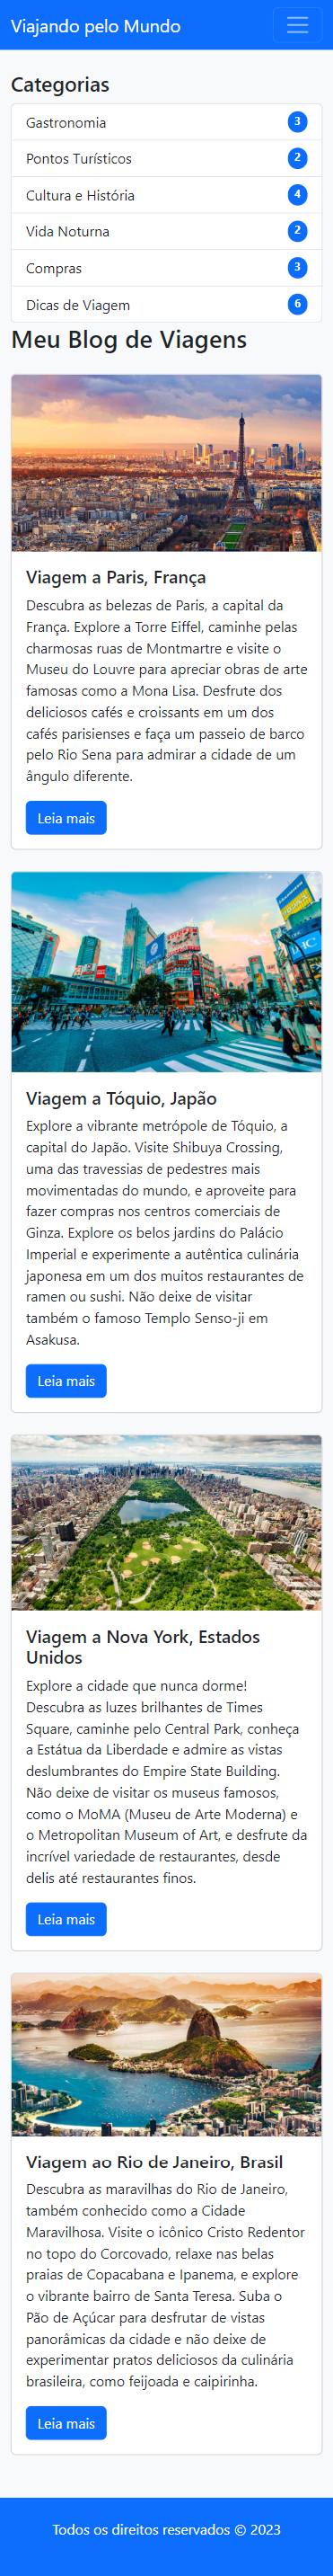 Viajando pelo Mundo
Categorias
Gastronomia 3
Pontos Turísticos 2
Cultura e História 4
Vida Noturna 2
Compras 3
Dicas de Viagem 6
Meu Blog de Viagens
Viagem a Paris, França
Descubra as belezas de Paris, a capital da
França. Explore a Torre Eiffel, caminhe pelas
charmosas ruas de Montmartre e visite o
Museu do Louvre para apreciar obras de arte
famosas como a Mona Lisa. Desfrute dos
deliciosos cafés e croissants em um dos
cafés parisienses e faça um passeio de barco
pelo Rio Sena para admirar a cidade de um
ângulo diferente.
Leia mais
Viagem a Tóquio, Japão
Explore a vibrante metrópole de Tóquio, a
capital do Japão. Visite Shibuya Crossing,
uma das travessias de pedestres mais
movimentadas do mundo, e aproveite para
fazer compras nos centros comerciais de
Ginza. Explore os belos jardins do Palácio
Imperial e experimente a autêntica culinária
japonesa em um dos muitos restaurantes de
ramen ou sushi. Não deixe de visitar
também o famoso Templo Senso-ji em
Asakusa.
Leia mais
Viagem a Nova York, Estados
Unidos
Explore a cidade que nunca dorme!
Descubra as luzes brilhantes de Times
Square, caminhe pelo Central Park, conheça
a Estátua da Liberdade e admire as vistas
deslumbrantes do Empire State Building.
Não deixe de visitar os museus famosos,
como o MoMA (Museu de Arte Moderna) e
o Metropolitan Museum of Art, e desfrute da
incrível variedade de restaurantes, desde
delis até restaurantes finos.
Leia mais
Viagem ao Rio de Janeiro, Brasil
Descubra as maravilhas do Rio de Janeiro,
também conhecido como a Cidade
Maravilhosa. Visite o icônico Cristo Redentor
no topo do Corcovado, relaxe nas belas
praias de Copacabana e Ipanema, e explore
o vibrante bairro de Santa Teresa. Suba o
Pão de Açúcar para desfrutar de vistas
panorâmicas da cidade e não deixe de
experimentar pratos deliciosos da culinária
brasileira, como feijoada e caipirinha.
Leia mais
Todos os direitos reservados © 2023